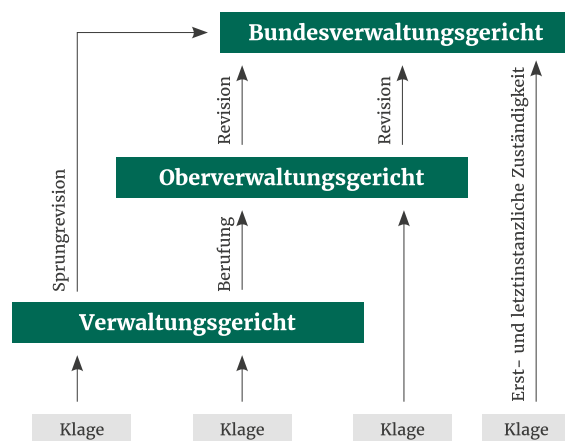 Bundesverwaltungsgericht
Revision
Revision
Erst- und letztinstanzliche Zuständigkeit
Oberverwaltungsgericht
Sprungrevision
Berufung
Verwaltungsgericht
Klage
Klage
Klage
Klage